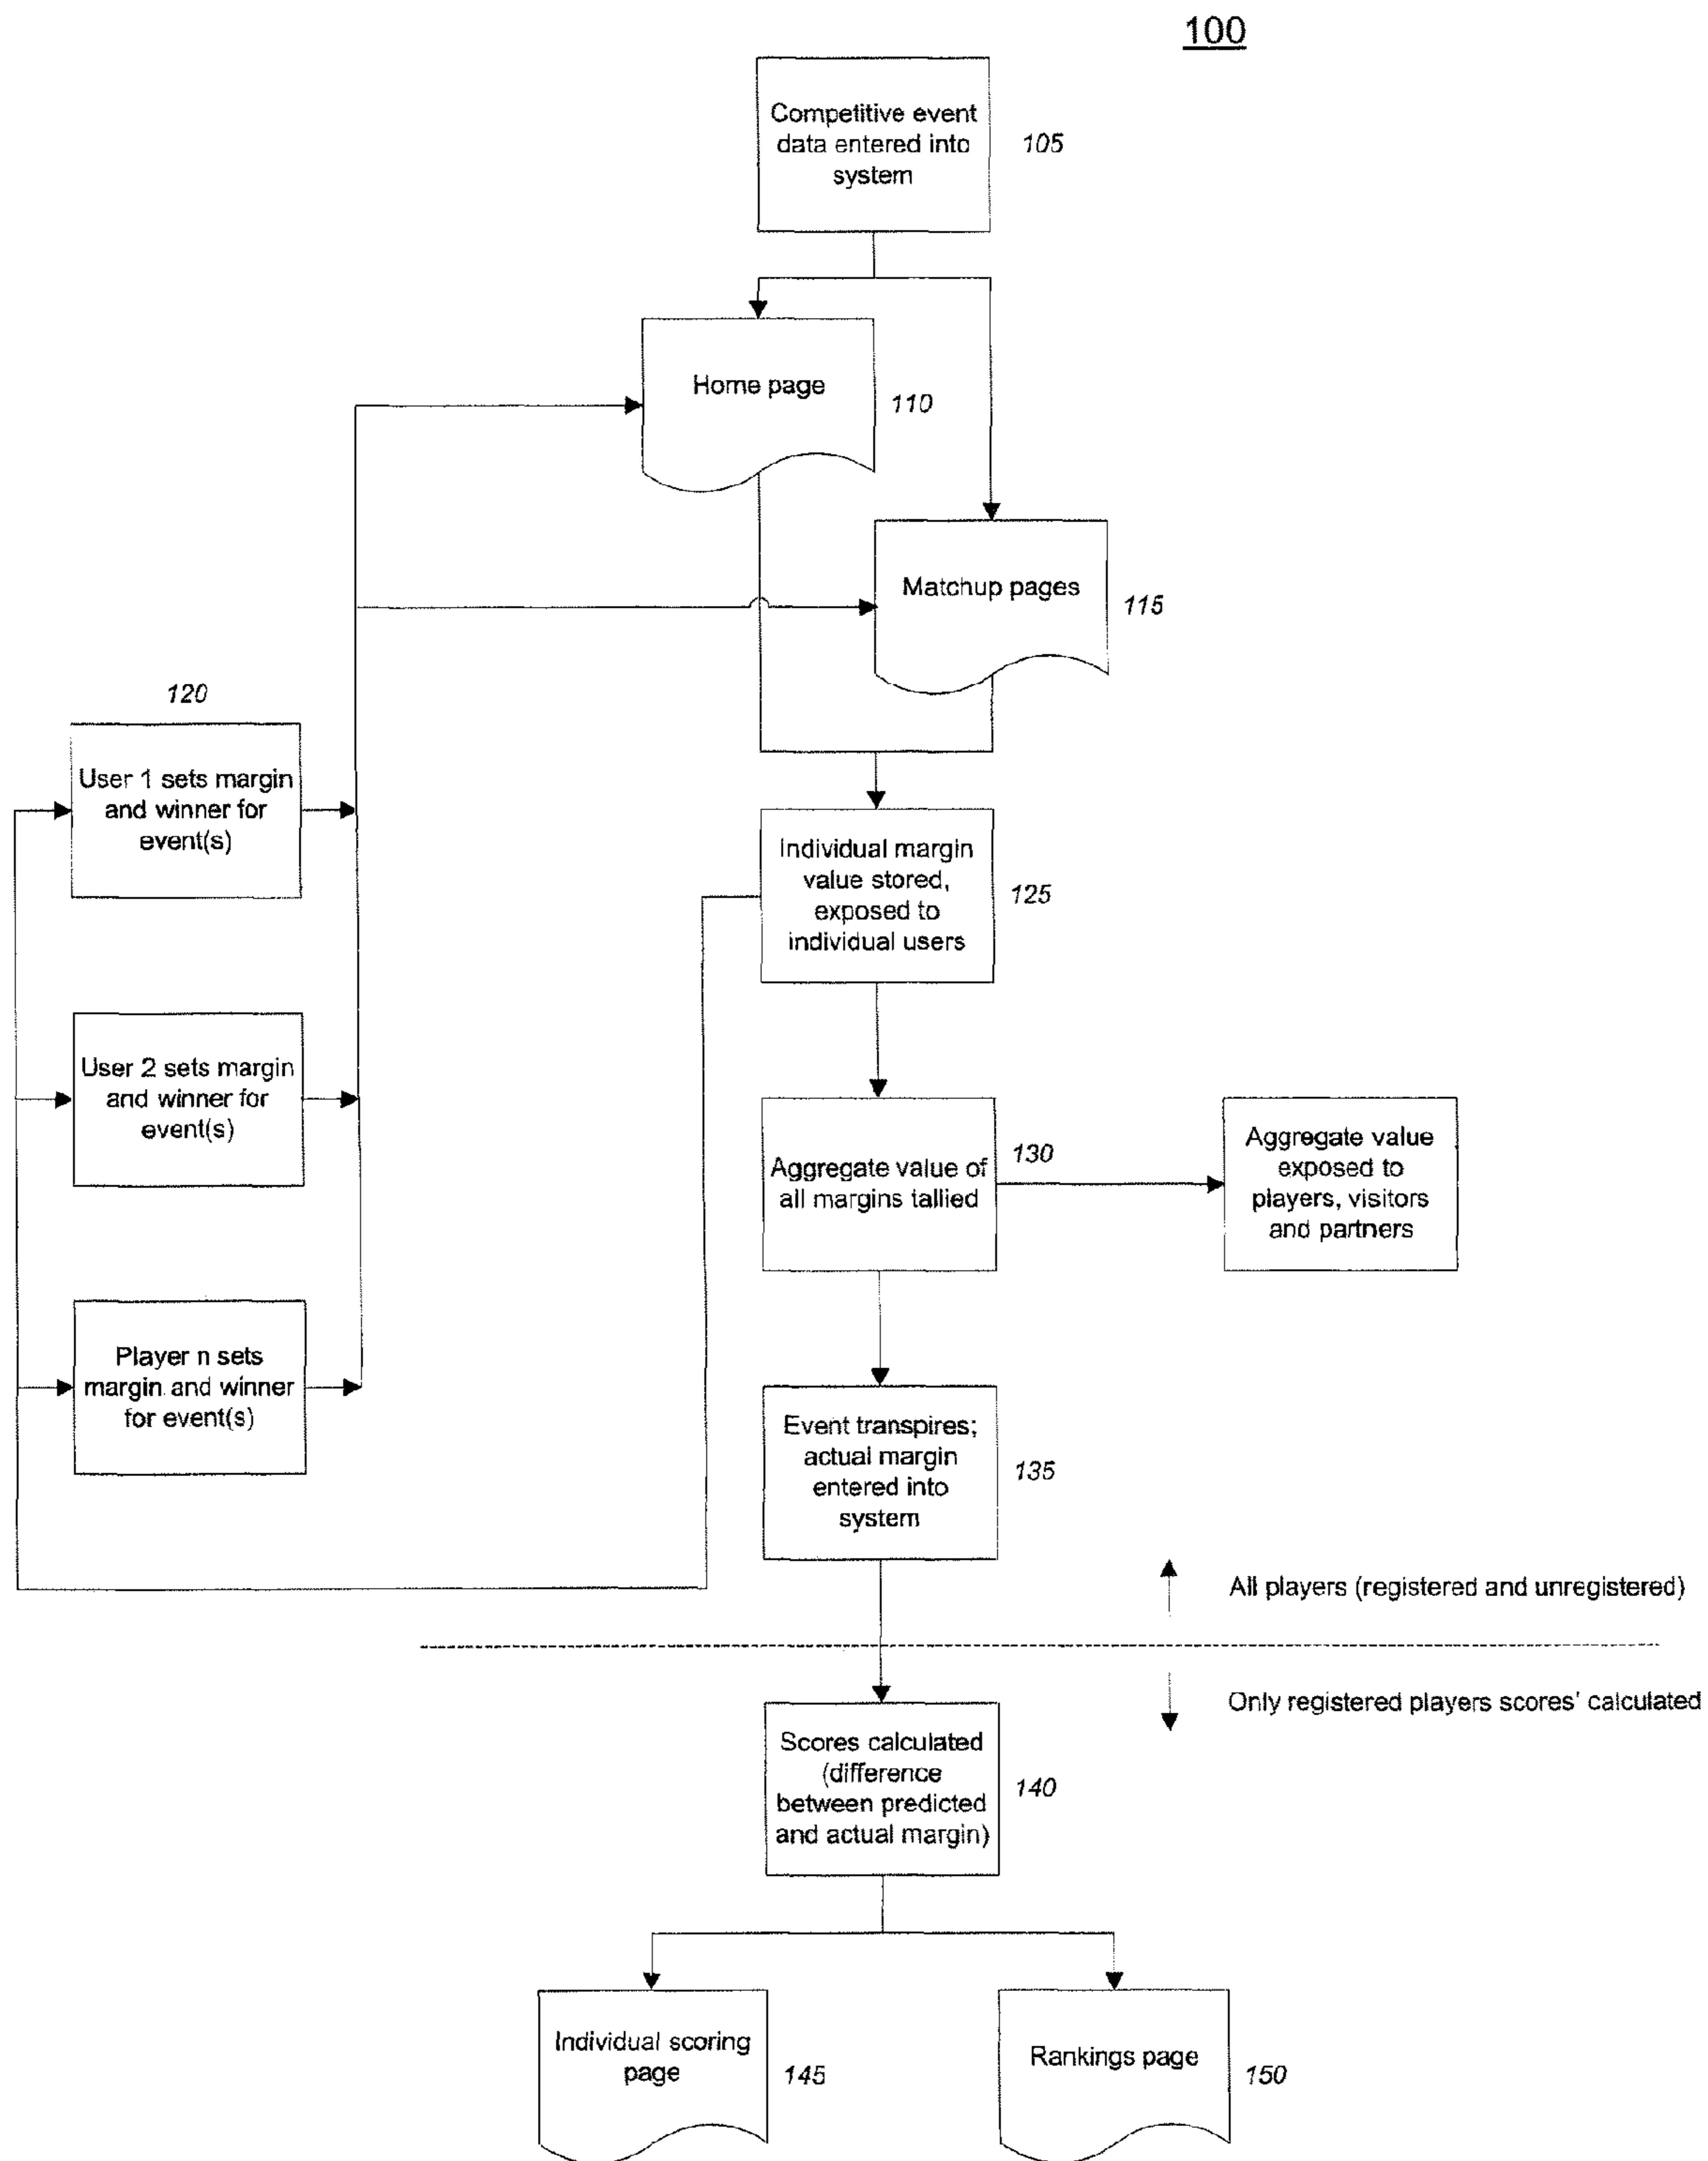 100
Competitive event
data entered into
system
105
Home page
110
Matchup pages
115
120
User 1 sets margin
and winner for
event(s)
Individual margin
value stored,
exposed to
individual users
125
User 2 sets margin
and winner for
event(s)
Aggregate value of
all margins tallied
130
Aggregate value
exposed to
players, visitors
and partners
Player n sets
margin and winner
for event(s)
Event transpires;
actual margin
entered into
system
135
All players (registered and unregistered)
Only registered players scores' calculated
Scores calculated
(difference
between predicted
and actual margin)
140
Individual scoring
page
145
Rankings page
150